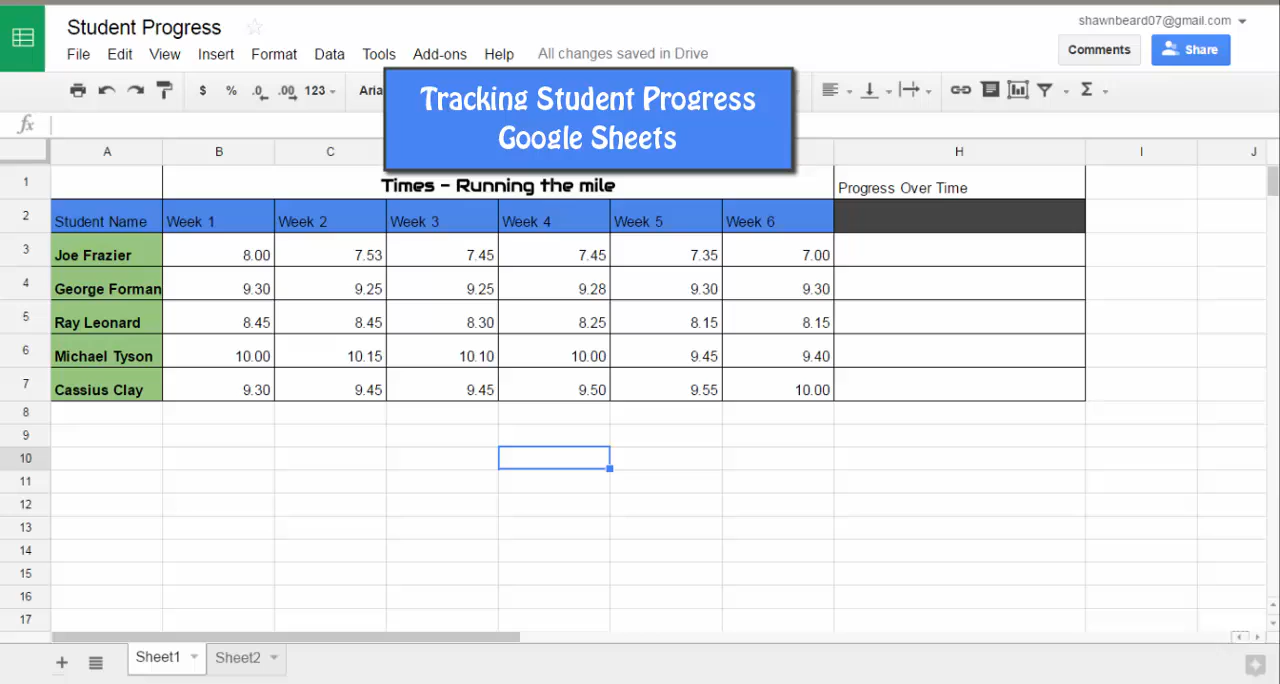 Student Progress
shawnbeard07@gmail.com
File Edit View Insert Format Data Tools Add-ons Help All changes saved in Drive
Comments Share
$ % .0 .00 123 Aria Σ
Tracking Student Progress
Google Sheets
fx
A B C H I J
1 Times - Running the mile Progress Over Time
2 Student Name Week 1 Week 2 Week 3 Week 4 Week 5 Week 6
3 Joe Frazier 8.00 7.53 7.45 7.45 7.35 7.00
4 George Forman 9.30 9.25 9.25 9.28 9.30 9.30
5 Ray Leonard 8.45 8.45 8.30 8.25 8.15 8.15
6 Michael Tyson 10.00 10.15 10.10 10.00 9.45 9.40
7 Cassius Clay 9.30 9.45 9.45 9.50 9.55 10.00
8
9
10
11
12
13
14
15
16
17
Sheet1 Sheet2